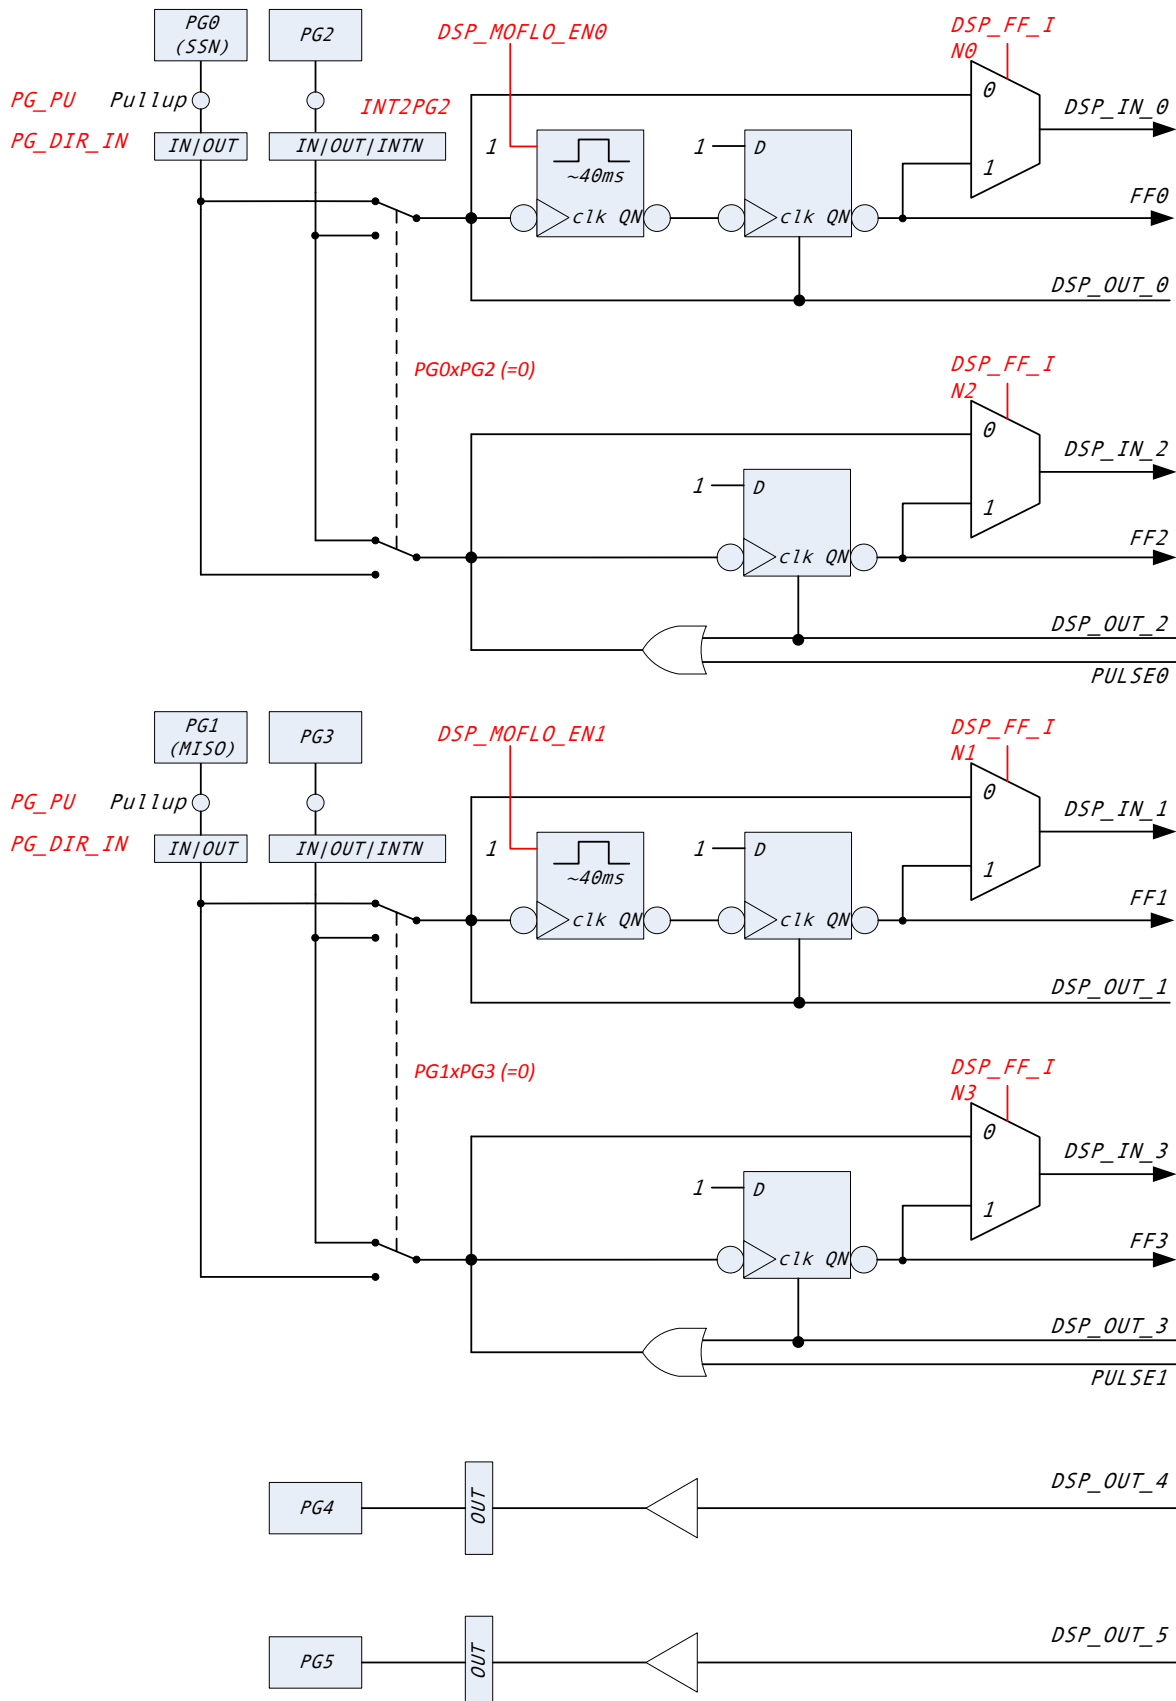 PG0
(SSN)
PG2
DSP_MOFLO_EN0
DSP_FF_I
N0
PG_PU Pullup
INT2PG2
0
DSP_IN_0
PG_DIR_IN
IN|OUT
IN|OUT|INTN
1
~40ms
1
D
1
clk QN
clk QN
FF0
DSP_OUT_0
PG0xPG2 (=0)
DSP_FF_I
N2
0
DSP_IN_2
1
D
1
clk QN
FF2
DSP_OUT_2
PULSE0
PG1
(MISO)
PG3
DSP_MOFLO_EN1
DSP_FF_I
N1
PG_PU Pullup
0
DSP_IN_1
PG_DIR_IN
IN|OUT
IN|OUT|INTN
1
~40ms
1
D
1
clk QN
clk QN
FF1
DSP_OUT_1
PG1xPG3 (=0)
DSP_FF_I
N3
0
DSP_IN_3
1
D
1
clk QN
FF3
DSP_OUT_3
PULSE1
PG4
OUT
DSP_OUT_4
PG5
OUT
DSP_OUT_5